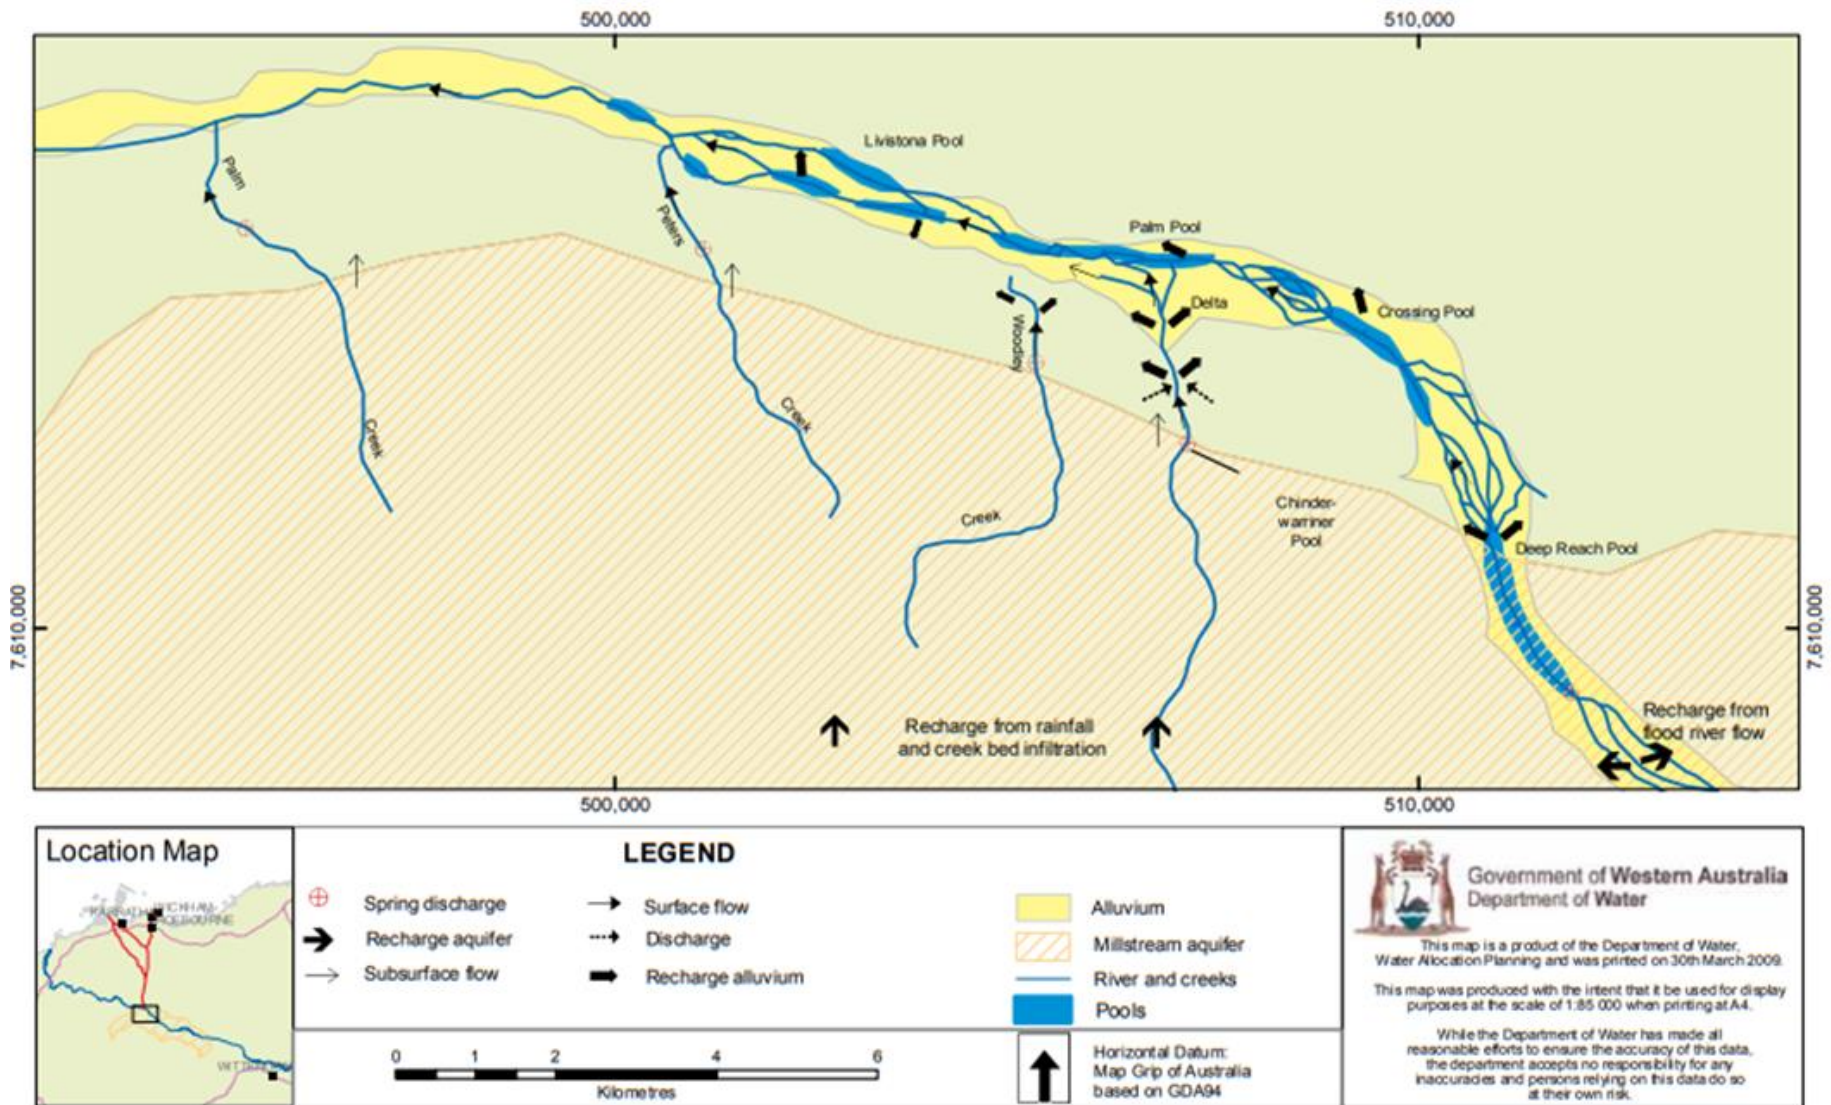 500,000
510,000
Livistona Pool
Palm
Peters
Palm Pool
Delta
Crossing Pool
Woodley
Creek
Creek
Chinder-
warriner
Pool
Creek
Deep Reach Pool
7,610,000
7,610,000
Recharge from rainfall
and creek bed infiltration
Recharge from
flood river flow
500,000
510,000
Location Map
WITT
LEGEND
Spring discharge
Recharge aquifer
Subsurface flow
Surface flow
Discharge
Recharge alluvium
Alluvium
Millstream aquifer
River and creeks
Pools
0 1 2 4 6
Kilometres
Horizontal Datum:
Map Grip of Australia
based on GDA94
Government of Western Australia
Department of Water
This map is a product of the Department of Water,
Water Allocation Planning and was printed on 30th March 2009.
This map was produced with the intent that it be used for display
purposes at the scale of 1:85 000 when printing at A4.
While the Department of Water has made all
reasonable efforts to ensure the accuracy of this data,
the department accepts no responsibility for any
inaccuracies and persons relying on this data do so
at their own risk.